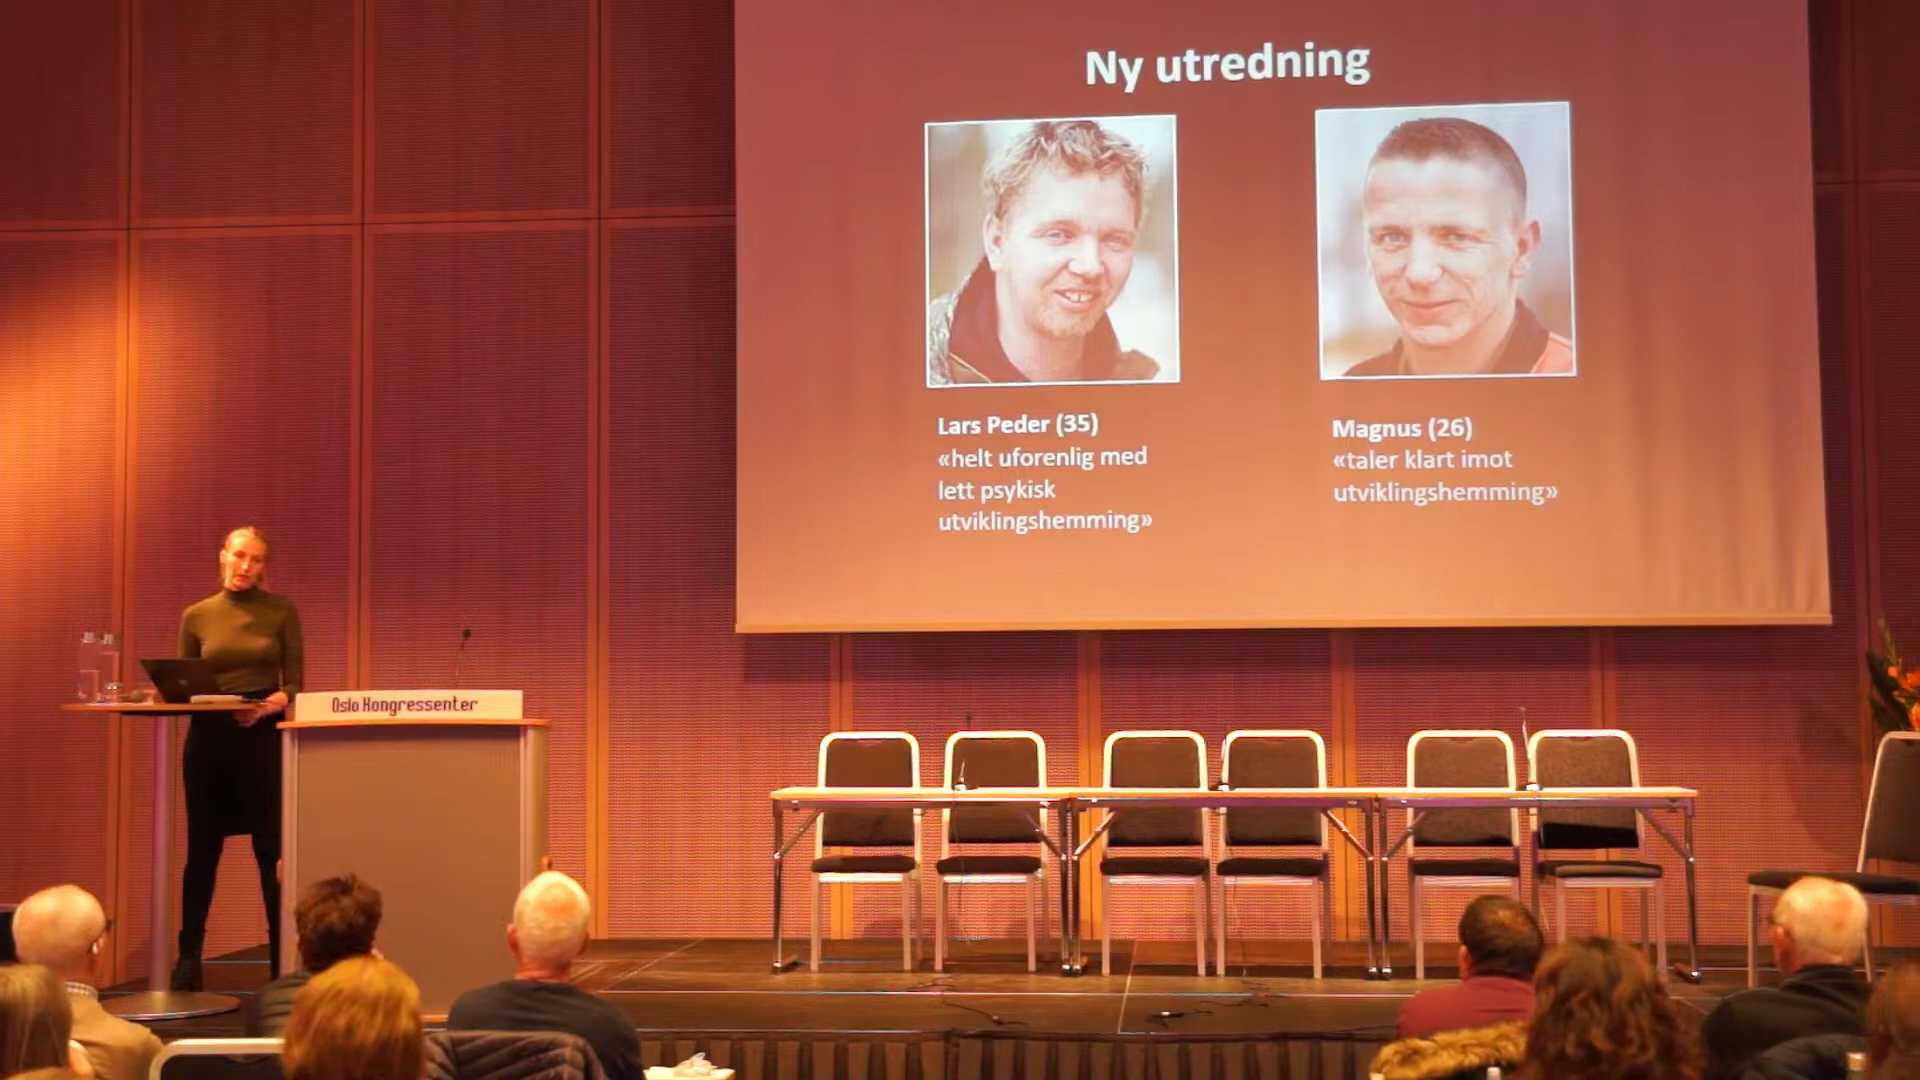 Ny utredning
Lars Peder (35)
«helt uforenlig med
lett psykisk
utviklingshemming»
Magnus (26)
«taler klart imot
utviklingshemming»
Oslo Kongressenter